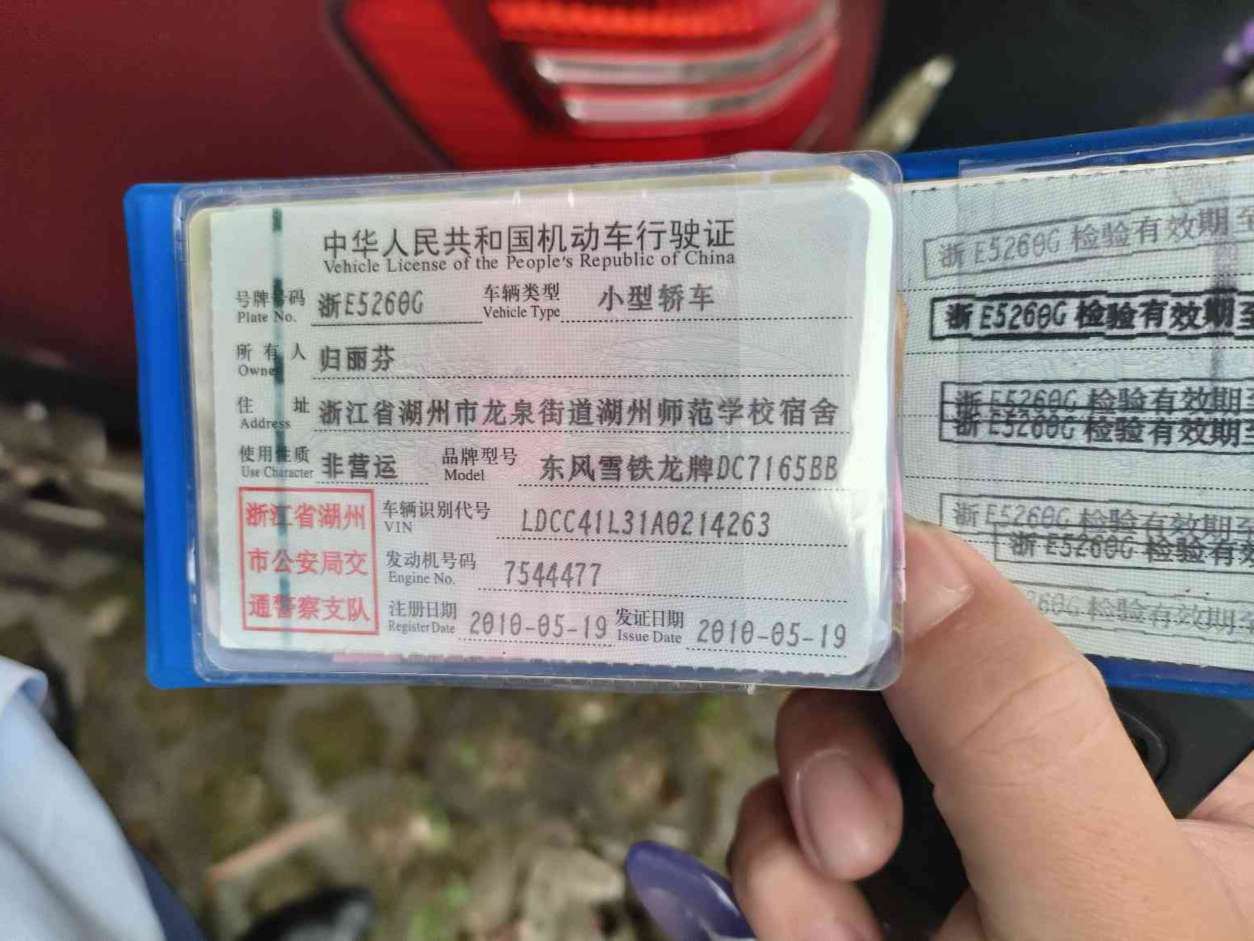 中华人民共和国机动车行驶证
Vehicle License of the People's Republic of China
号牌号码 浙E5260G 车辆类型 小型轿车
Plate No. Vehicle Type
所有人 归丽芬
Owner
住址 浙江省湖州市龙泉街道湖州师范学校宿舍
Address
使用性质 非营运 品牌型号 东风雪铁龙牌DC7165BB
Use Character Model
浙江省湖州
市公安局交
通警察支队
车辆识别代号 LDCC41L31A0214263
VIN
发动机号码 7544477
Engine No.
注册日期 2010-05-19 发证日期 2010-05-19
Register Date Issue Date
浙E5260G检验有效期至
浙E5260G检验有效期至
浙E5260G检验有效期至
浙E5260G检验有效期至
浙E5260G检验有效期至
浙E5260G检验有效
60G检验有效期至